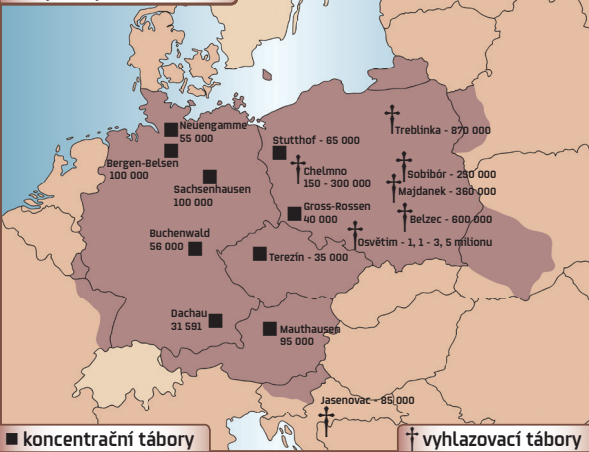 Neuengamme
55 000
Bergen-Belsen
100 000
Sachsenhausen
100 000
Stutthof - 65 000
Chelmno
150 - 300 000
Treblinka - 870 000
Sobibór - 250 000
Majdanek - 360 000
Gross-Rossen
40 000
Belzec - 600 000
Buchenwald
56 000
Osvětim - 1, 1 - 3, 5 milionu
Terezín - 35 000
Dachau
31 591
Mauthausen
95 000
Jasenovac - 85 000
koncentrační tábory
vyhlazovací tábory